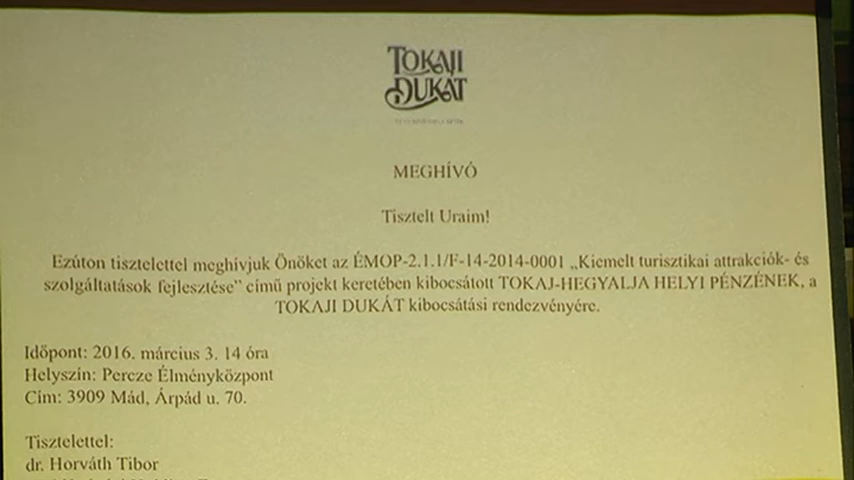 TOKAJI
DUKÁT
MEGHÍVÓ
Tisztelt Uraim!
Ezúton tisztelettel meghívjuk Önöket az ÉMOP-2.1.1/F-14-2014-0001 „Kiemelt turisztikai attrakciók- és
szolgáltatások fejlesztése” című projekt keretében kibocsátott TOKAJ-HEGYALJA HELYI PÉNZÉNEK, a
TOKAJI DUKÁT kibocsátási rendezvényére.
Időpont: 2016. március 3. 14 óra
Helyszín: Percze Élményközpont
Cím: 3909 Mád, Árpád u. 70.
Tisztelettel:
dr. Horváth Tibor